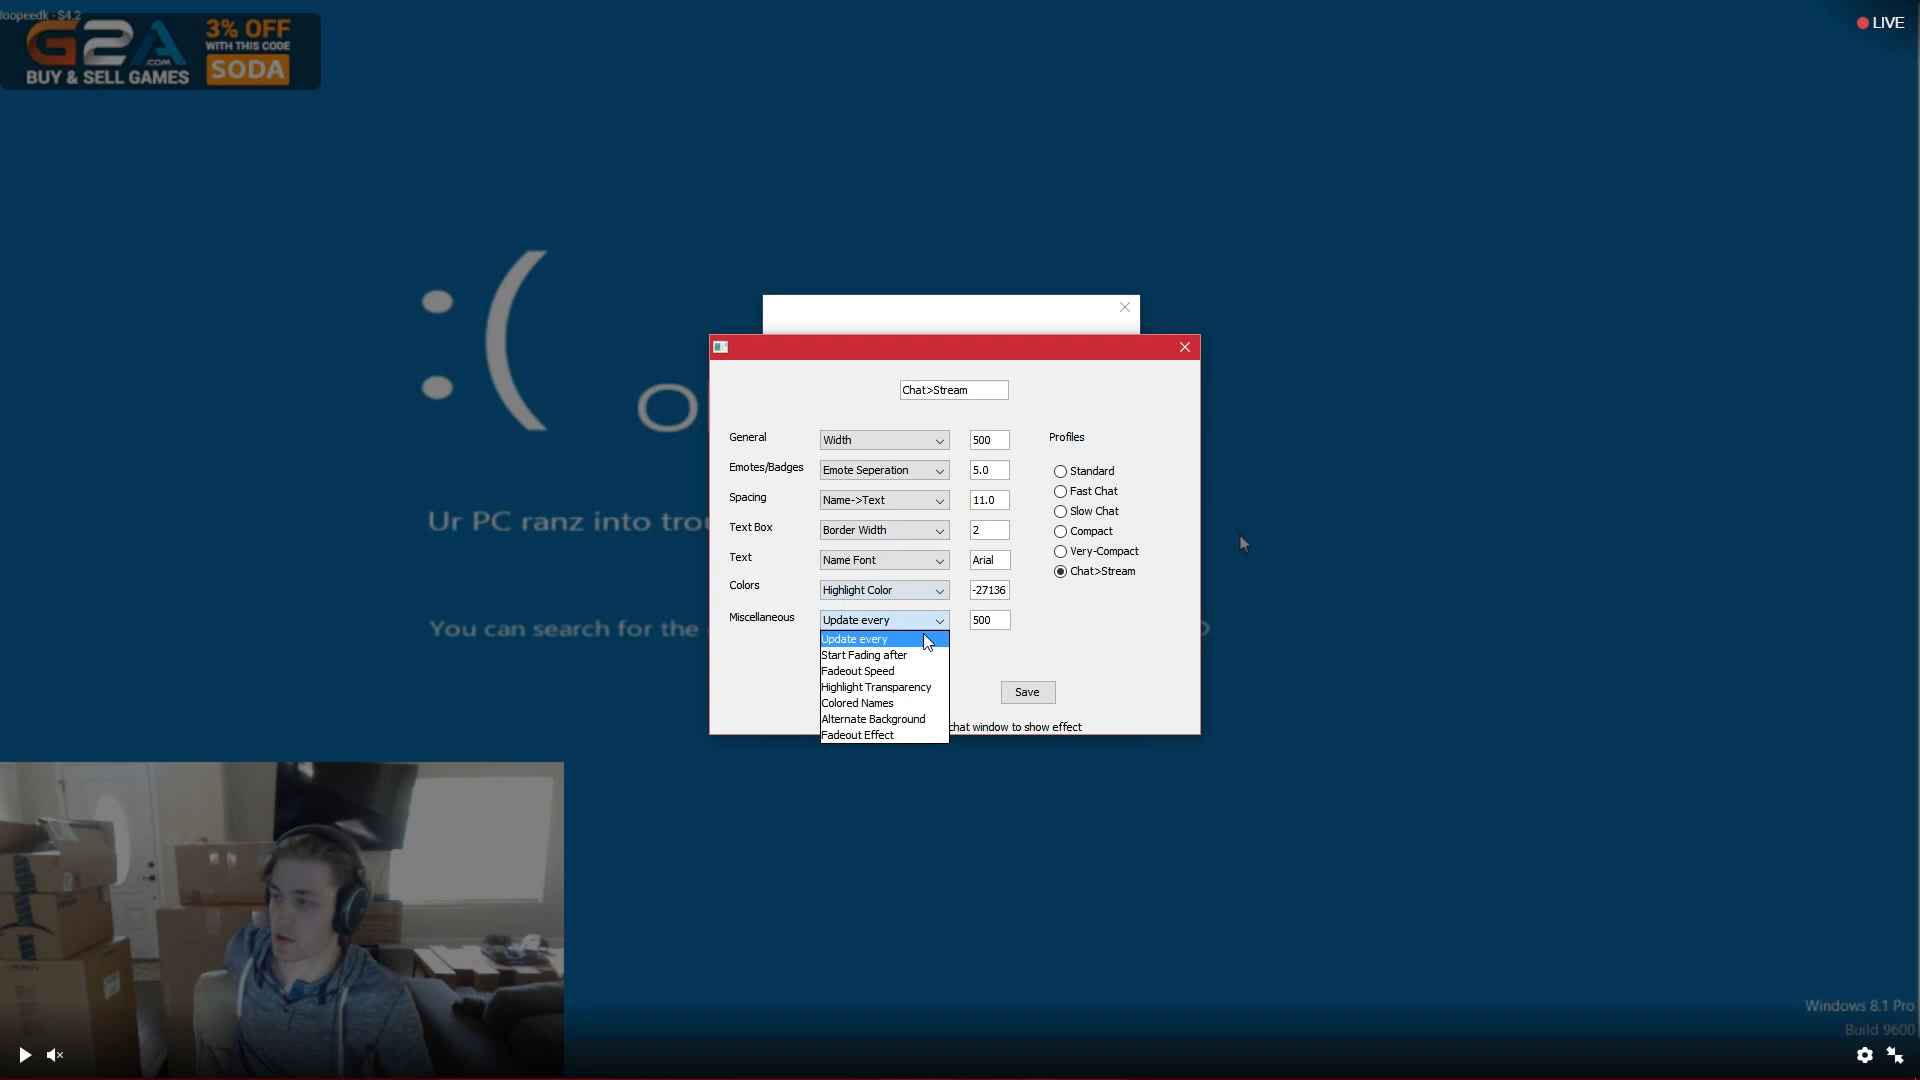 loopeedk - $4.2
G2A
.COM
BUY & SELL GAMES
3% OFF
WITH THIS CODE
SODA
LIVE
:(
Ur PC ranz into
You can search for the
Chat>Stream
General
Width
500
Profiles
Emotes/Badges
Emote Seperation
5.0
Standard
Spacing
Name->Text
11.0
Fast Chat
Slow Chat
Text Box
Border Width
2
Compact
Text
Name Font
Arial
Very-Compact
Colors
Highlight Color
-27136
Chat>Stream
Miscellaneous
Update every
500
Update every
Start Fading after
Fadeout Speed
Highlight Transparency
Colored Names
Alternate Background
Fadeout Effect
Save
chat window to show effect
Windows 8.1 Pro
Build 9600